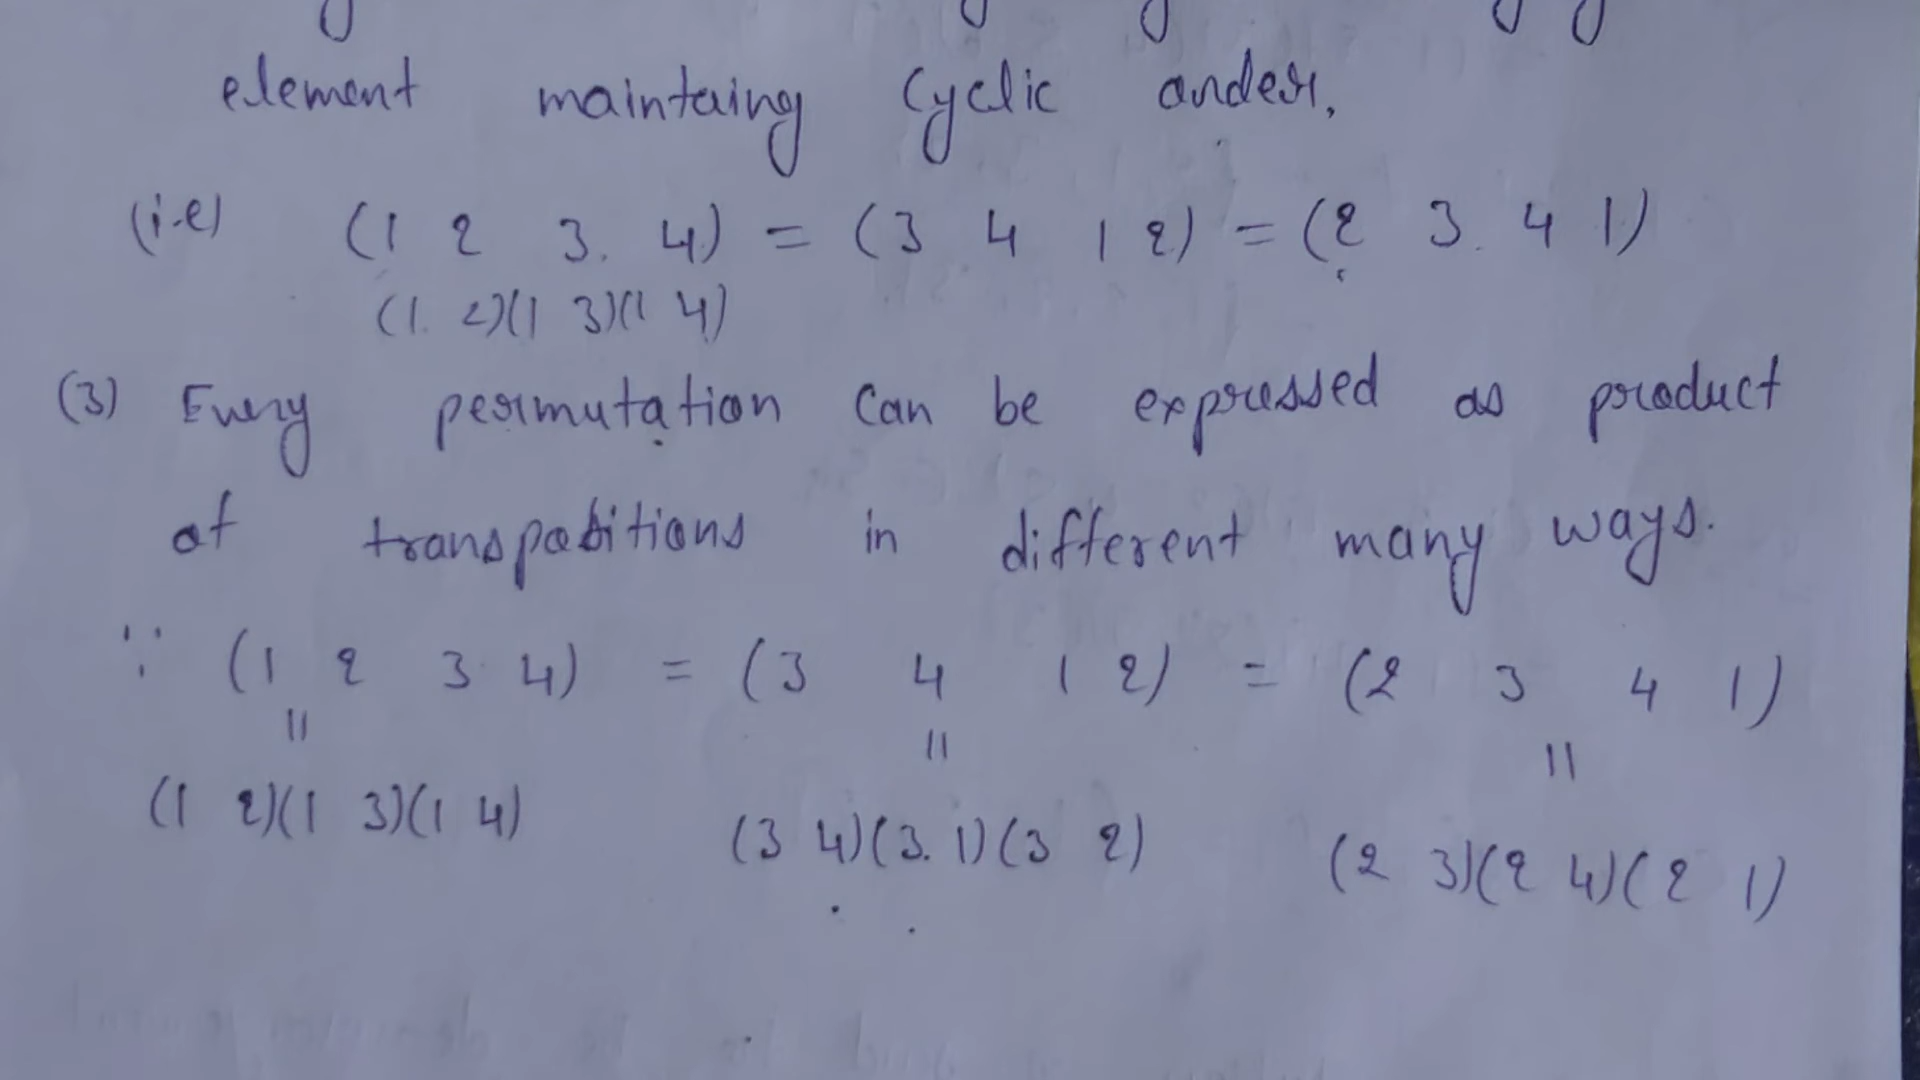 element maintaing cyclic order.
(i.e) (1 2 3. 4) = (3 4 1 2) = (2 3. 4 1)
(1. 2)(1 3)(1 4)
(3) Every permutation can be expressed as product
of transpositions in different many ways.
∵ (1 2 3 4) = (3 4 1 2) = (2 3 4 1)
|| || ||
(1 2)(1 3)(1 4) (3 4)(3. 1)(3 2) (2 3)(2 4)(2 1)